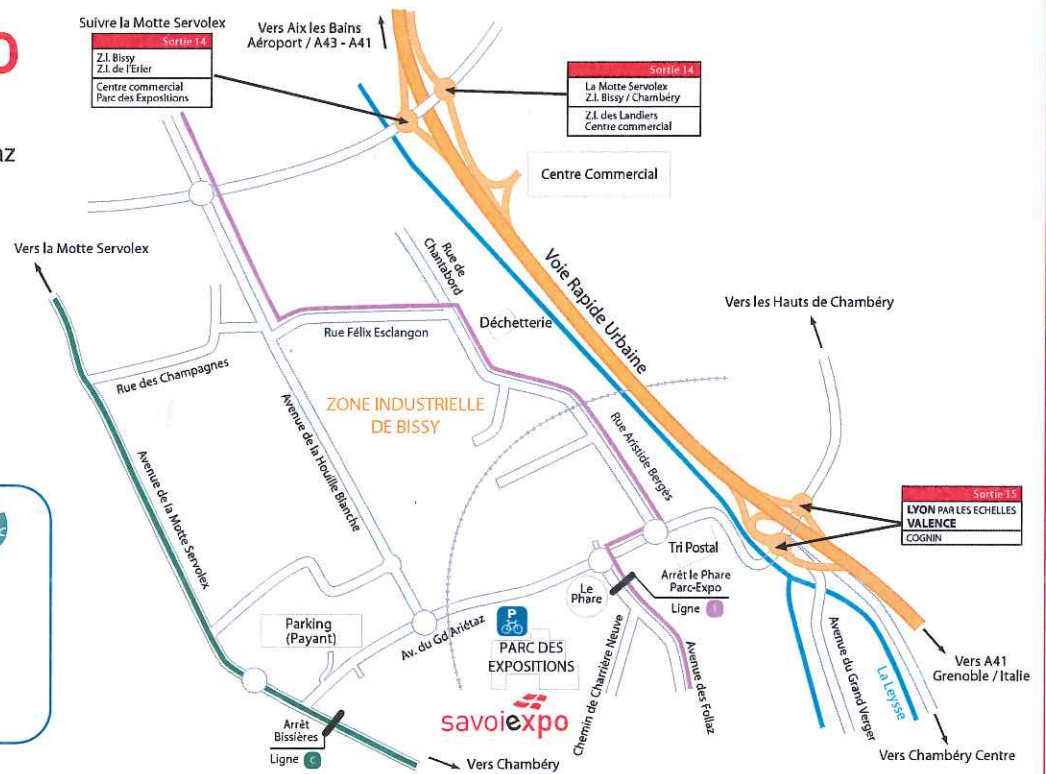 Suivre la Motte Servolex
Sortie 14
Z.I. Bissy
Z.I. de l'Erier
Centre commercial
Parc des Expositions
Vers Aix les Bains
Aéroport / A43 - A41
Sortie 14
La Motte Servolex
Z.I. Bissy / Chambéry
Z.I. des Landiers
Centre commercial
az
Centre Commercial
Vers la Motte Servolex
Rue de
Chantabord
Voie Rapide Urbaine
Vers les Hauts de Chambéry
Rue Félix Esclangon
Déchetterie
Rue des Champagnes
ZONE INDUSTRIELLE
DE BISSY
Avenue de la Houille Blanche
Rue Aristide Bergès
Avenue de la Motte Servolex
Sortie 15
LYON PAR LES ECHELLES
VALENCE
COGNIN
C
Tri Postal
Le
Phare
Arrêt le Phare
Parc-Expo
Ligne
Parking
(Payant)
Av. du Gd Ariétaz
P
PARC DES
EXPOSITIONS
savoiexpo
Chemin de Charrière Neuve
Avenue des Follaz
Avenue du Grand Verger
La Leysse
Vers A41
Grenoble / Italie
Arrêt
Bissières
Ligne C
Vers Chambéry
Vers Chambéry Centre